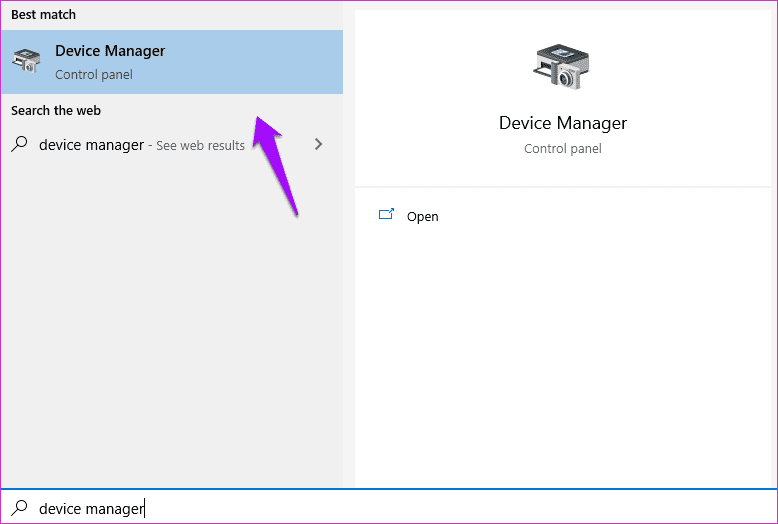 Best match
Device Manager
Control panel
Search the web
device manager - See web results
Device Manager
Control panel
Open
device manager